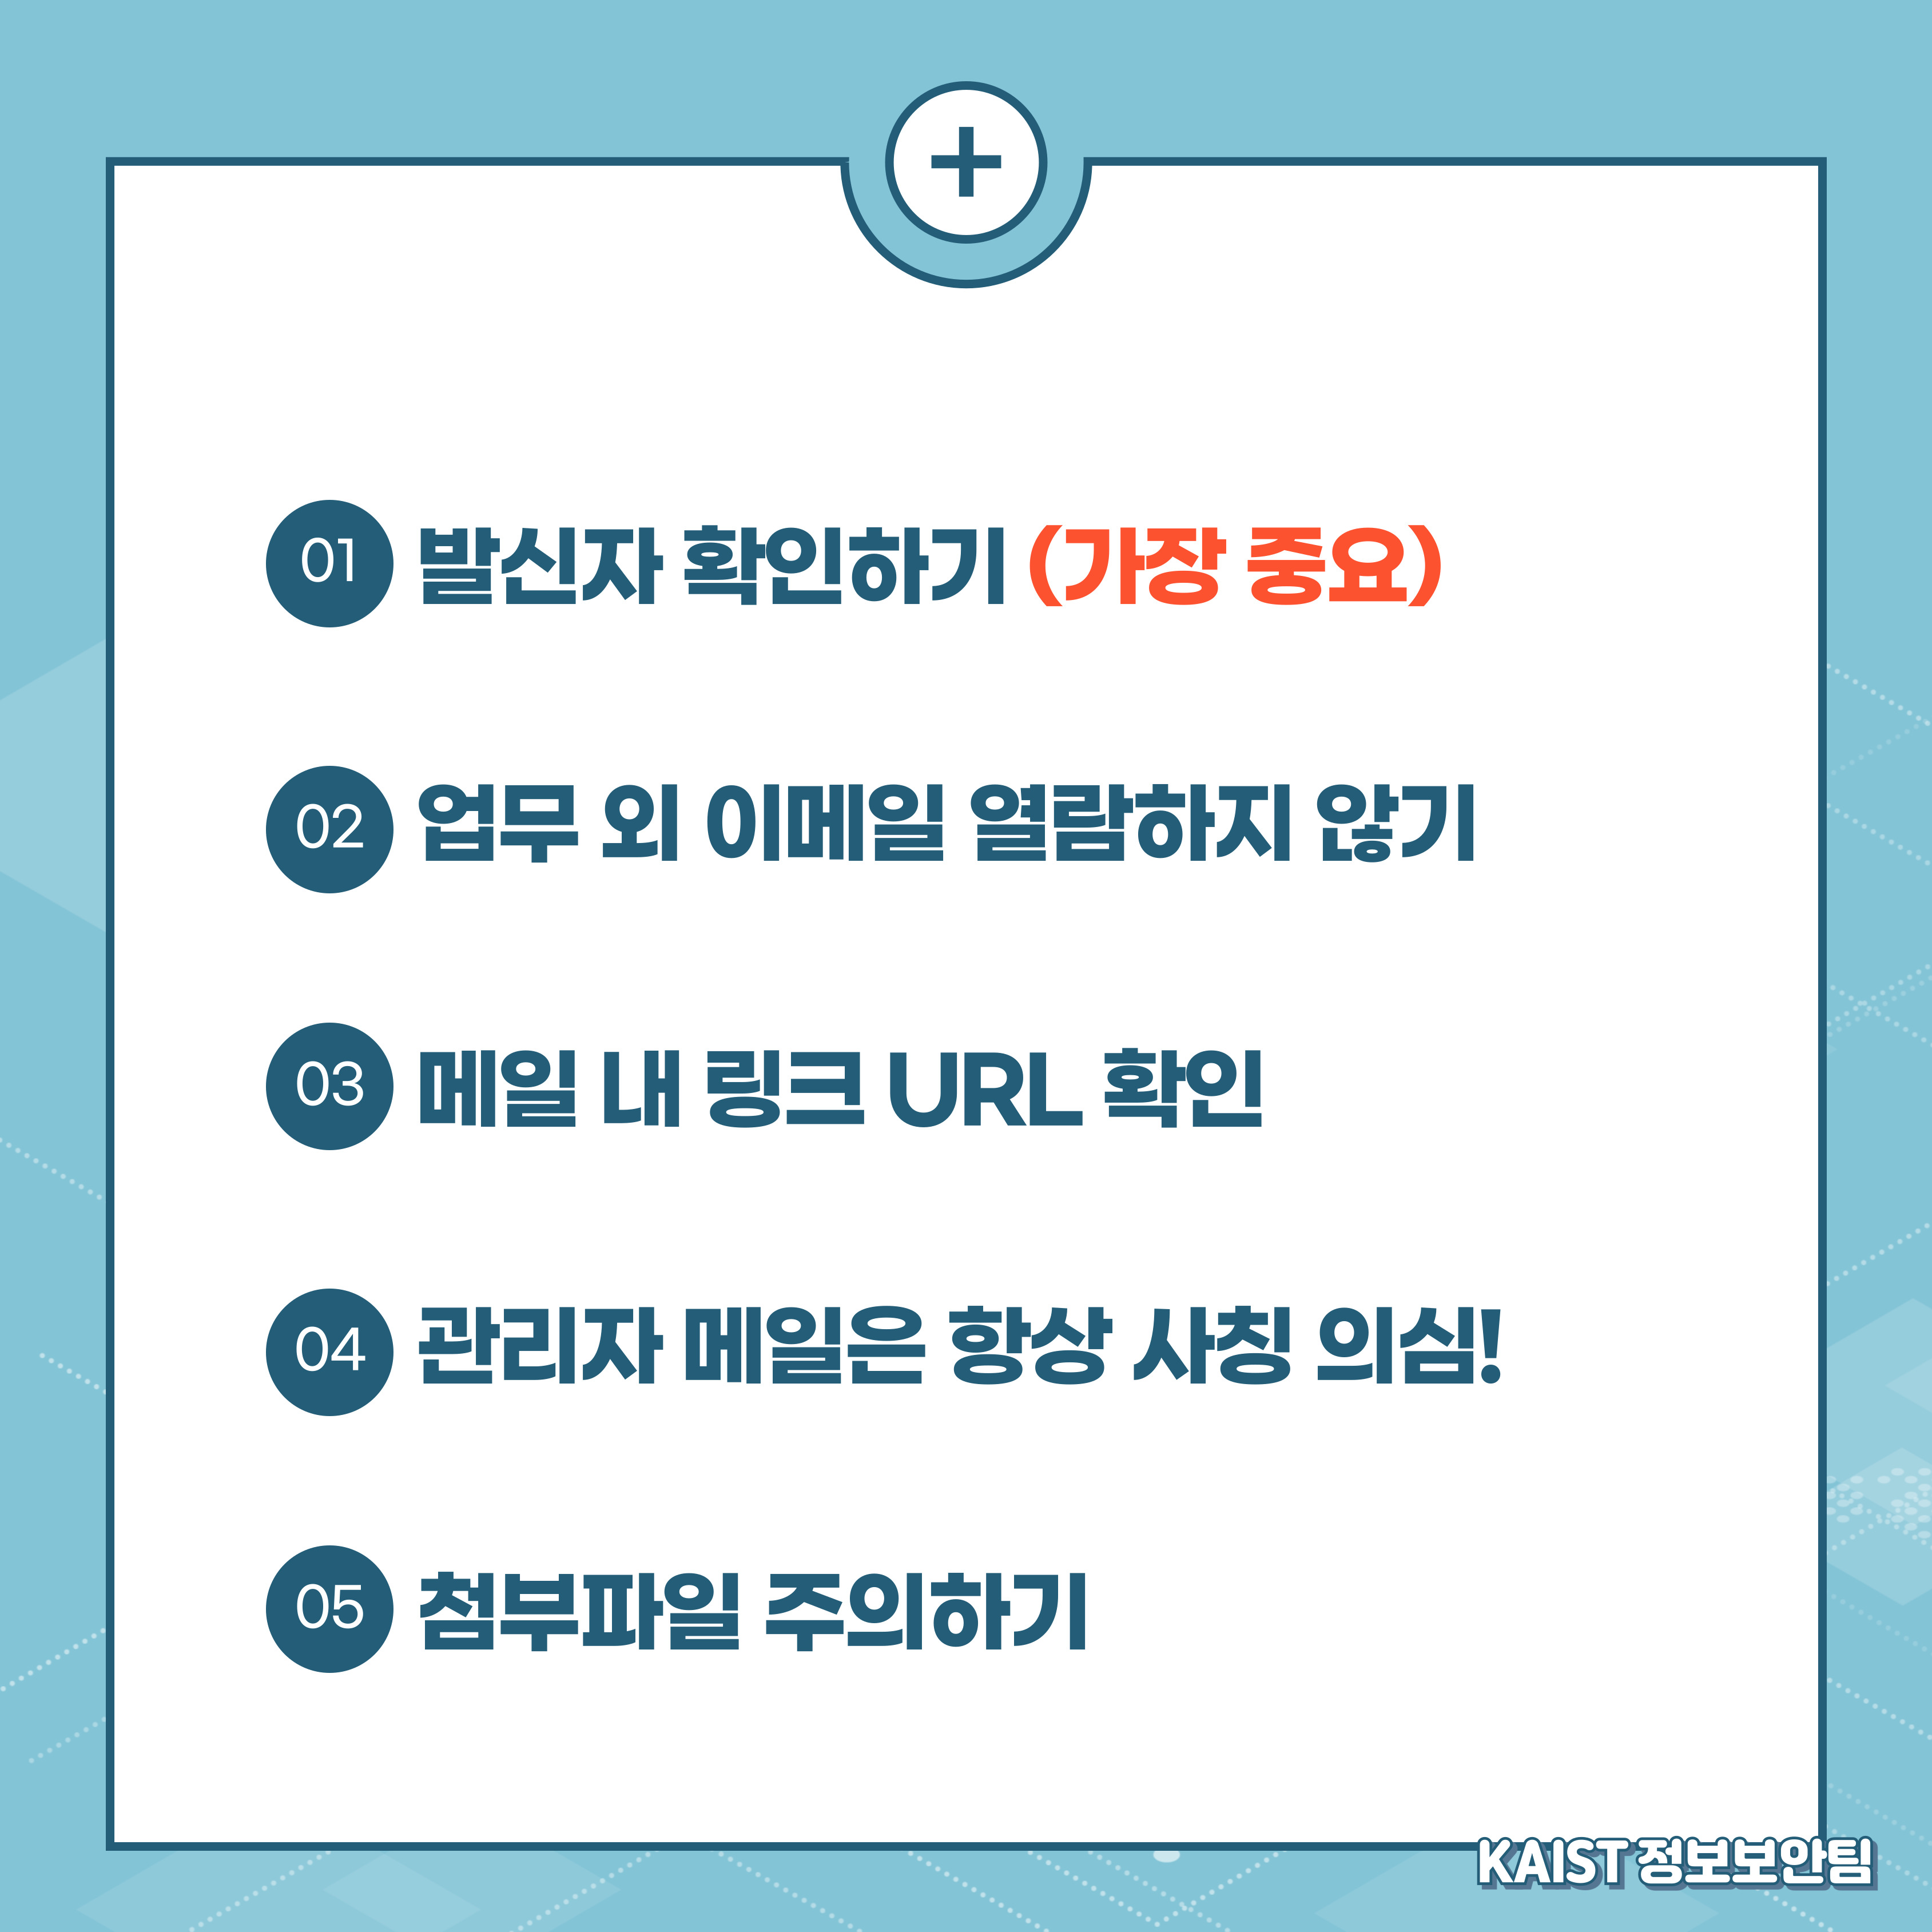 +
01 발신자 확인하기 (가장 중요)
02 업무 외 이메일 열람하지 않기
03 메일 내 링크 URL 확인
04 관리자 메일은 항상 사칭 의심!
05 첨부파일 주의하기
KAIST 정보보안팀